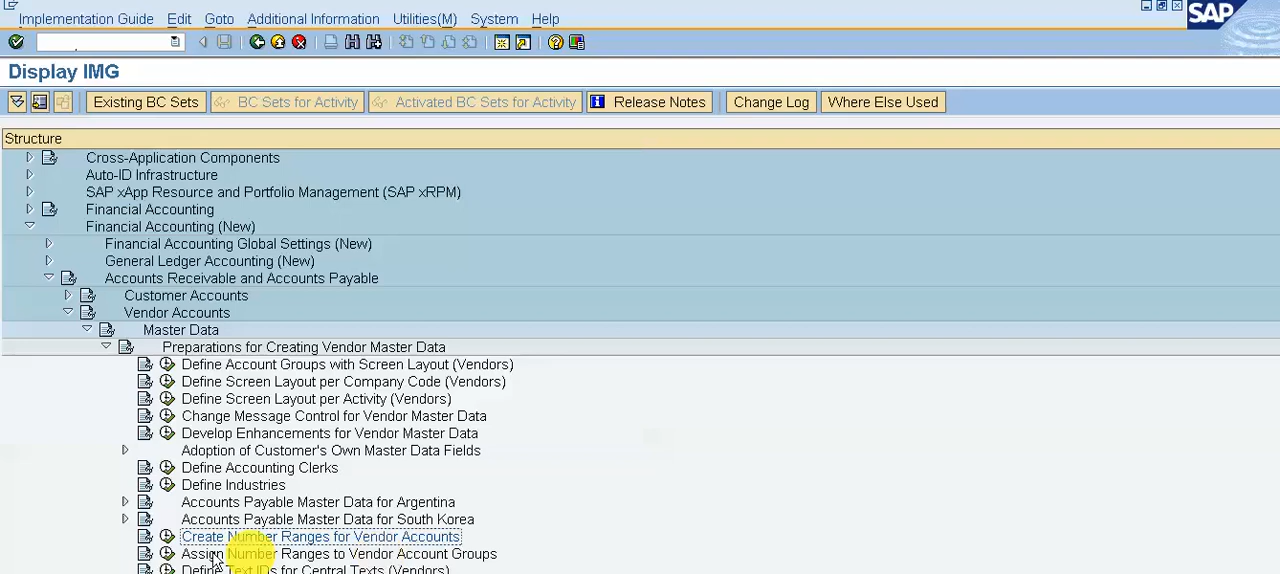 Implementation Guide Edit Goto Additional Information Utilities(M) System Help
SAP
Display IMG
Existing BC Sets BC Sets for Activity Activated BC Sets for Activity Release Notes Change Log Where Else Used
Structure
Cross-Application Components
Auto-ID Infrastructure
SAP xApp Resource and Portfolio Management (SAP xRPM)
Financial Accounting
Financial Accounting (New)
Financial Accounting Global Settings (New)
General Ledger Accounting (New)
Accounts Receivable and Accounts Payable
Customer Accounts
Vendor Accounts
Master Data
Preparations for Creating Vendor Master Data
Define Account Groups with Screen Layout (Vendors)
Define Screen Layout per Company Code (Vendors)
Define Screen Layout per Activity (Vendors)
Change Message Control for Vendor Master Data
Develop Enhancements for Vendor Master Data
Adoption of Customer's Own Master Data Fields
Define Accounting Clerks
Define Industries
Accounts Payable Master Data for Argentina
Accounts Payable Master Data for South Korea
Create Number Ranges for Vendor Accounts
Assign Number Ranges to Vendor Account Groups
Define Text IDs for Central Texts (Vendors)